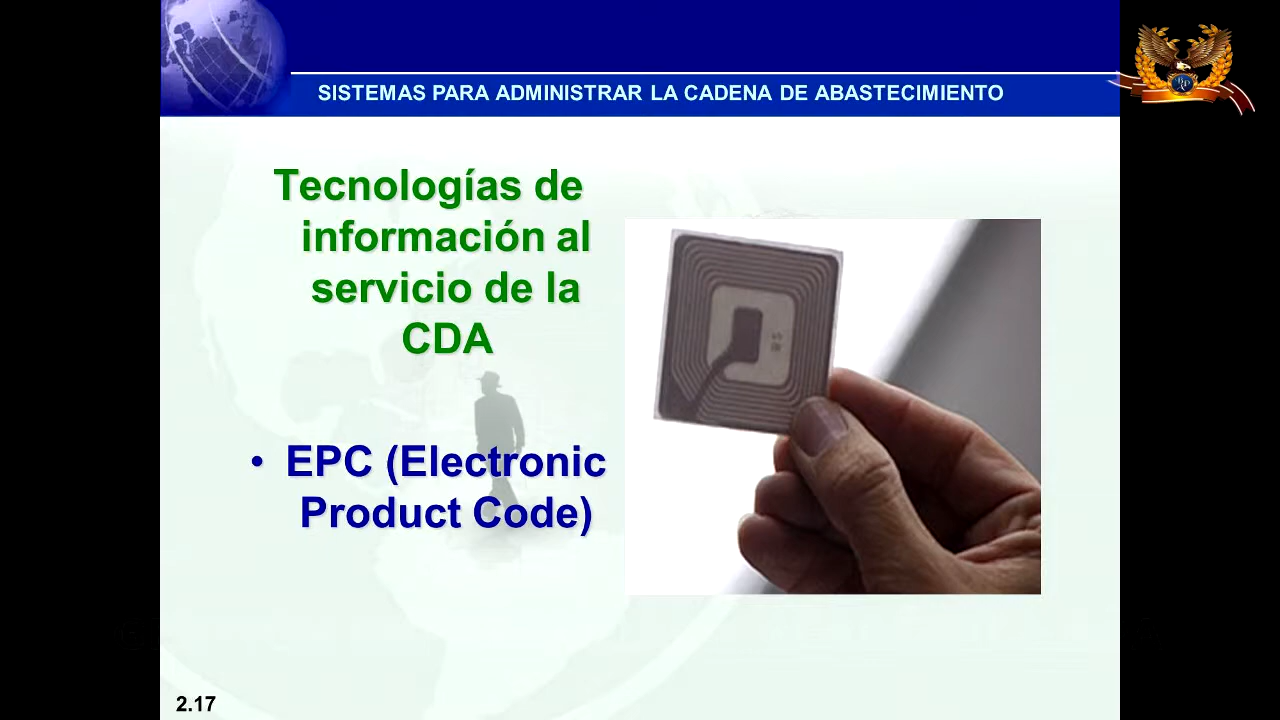 SISTEMAS PARA ADMINISTRAR LA CADENA DE ABASTECIMIENTO
Tecnologías de
información al
servicio de la
CDA
• EPC (Electronic
Product Code)
2.17